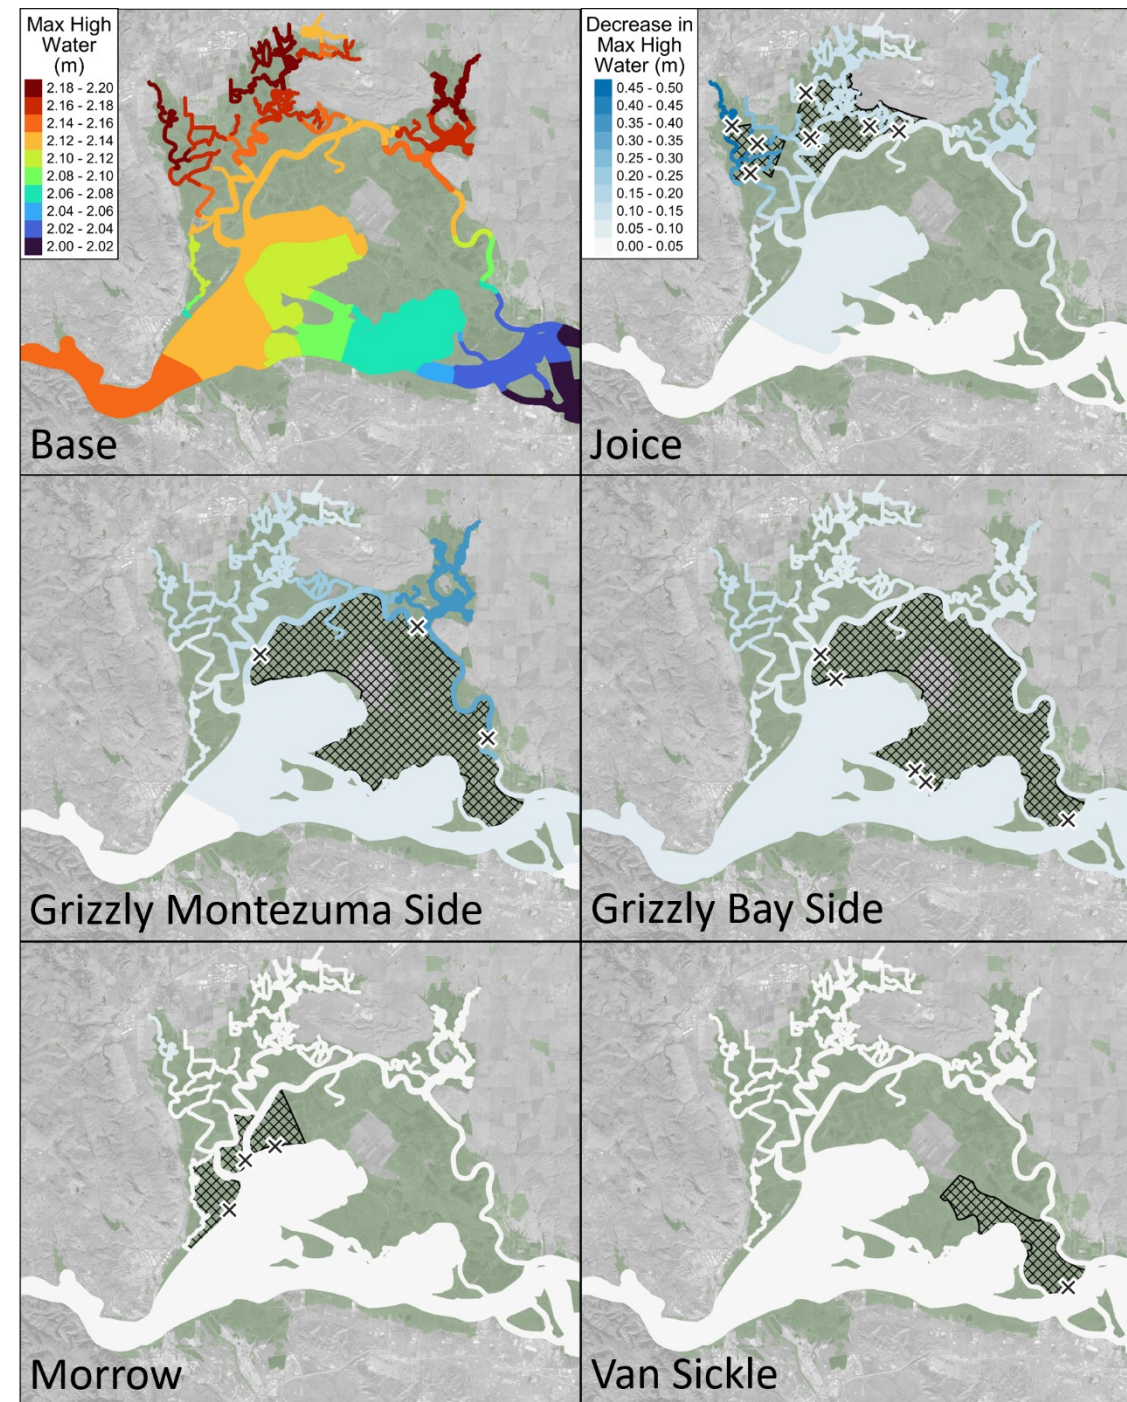 Max High
Water
(m)
2.18 - 2.20
2.16 - 2.18
2.14 - 2.16
2.12 - 2.14
2.10 - 2.12
2.08 - 2.10
2.06 - 2.08
2.04 - 2.06
2.02 - 2.04
2.00 - 2.02
Base
Decrease in
Max High
Water (m)
0.45 - 0.50
0.40 - 0.45
0.35 - 0.40
0.30 - 0.35
0.25 - 0.30
0.20 - 0.25
0.15 - 0.20
0.10 - 0.15
0.05 - 0.10
0.00 - 0.05
Joice
Grizzly Montezuma Side
Grizzly Bay Side
Morrow
Van Sickle